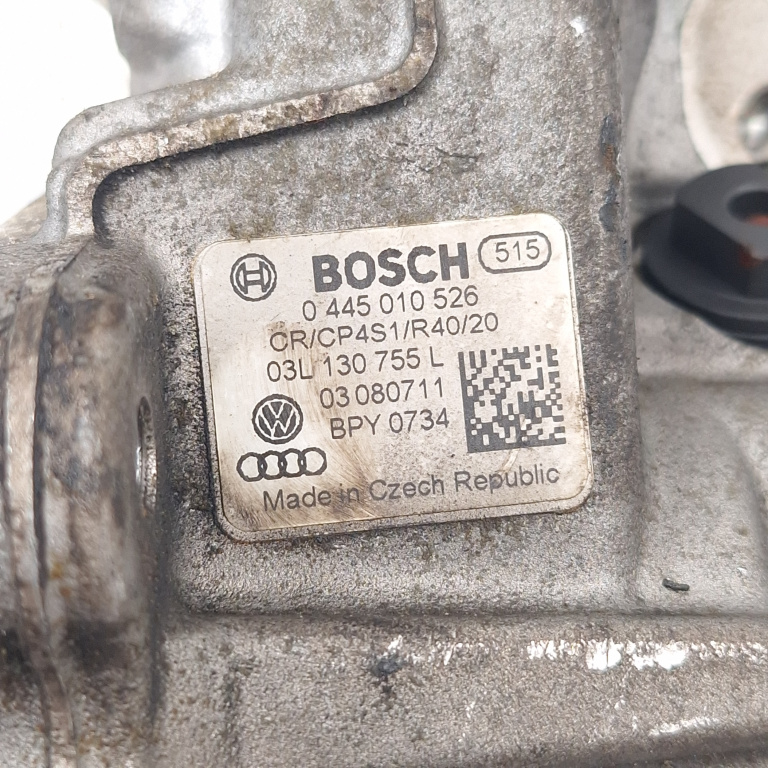 BOSCH 515
0 445 010 526
CR/CP4S1/R40/20
03L 130 755 L
03 080711
BPY 0734
Made in Czech Republic